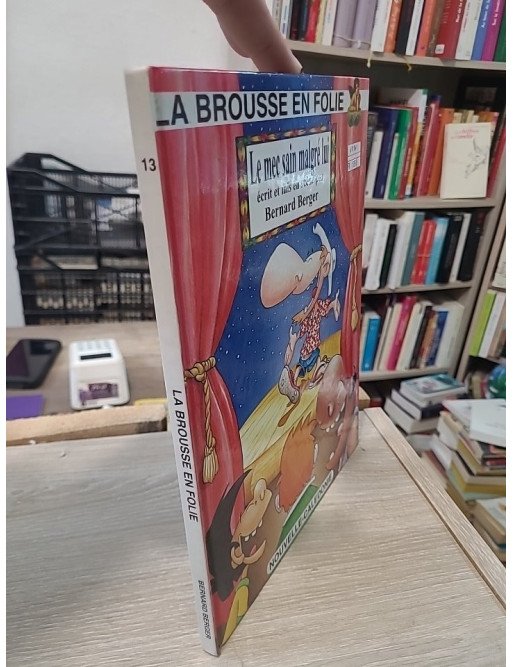 LA BROUSSE EN FOLIE
Le mec sain malgré lui
écrit et mis en
Bernard Berger
NOUVELLE-CALEDONIE
13
LA BROUSSE EN FOLIE
BERNARD BERGER